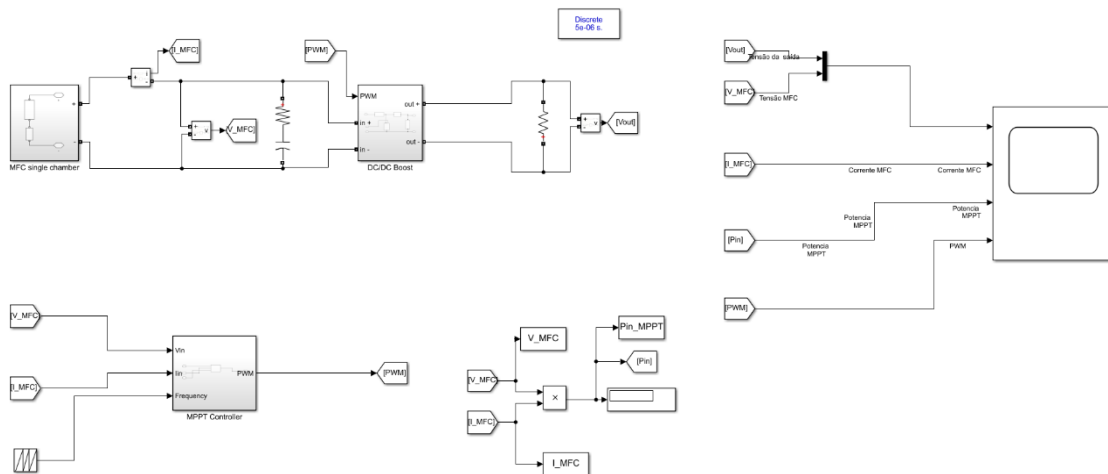 Discrete
5e-06 s.
[I_MFC]
[PWM]
[Vout]
Tensão da saída
[V_MFC]
Tensão MFC
+
i
-
PWM
out +
in +
out -
in -
+
-
+
-
v
[V_MFC]
+
-
v
[Vout]
MFC single chamber
DC/DC Boost
[I_MFC]
Corrente MFC
Corrente MFC
Potencia
MPPT
Potencia
MPPT
[Pin]
Potencia
MPPT
PWM
[PWM]
[V_MFC]
Vin
Iin
PWM
Frequency
[I_MFC]
[PWM]
MPPT Controller
V_MFC
Pin_MPPT
[Pin]
[V_MFC]
×
[I_MFC]
I_MFC